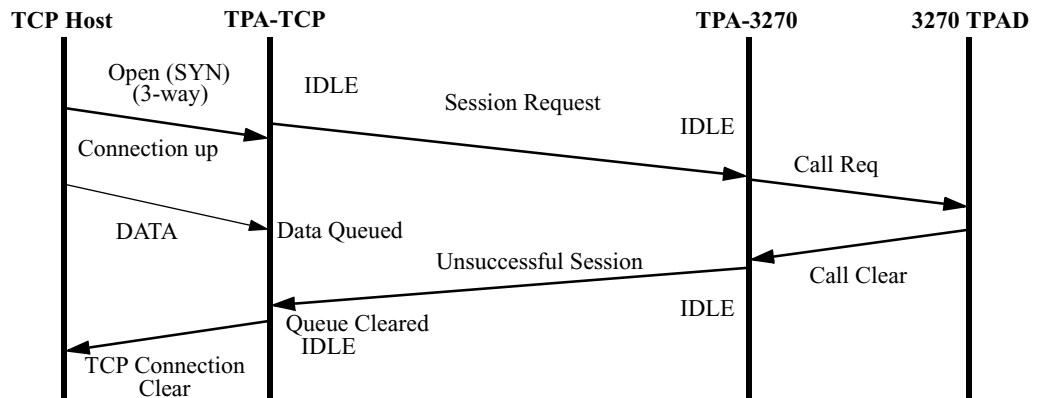 TCP Host
TPA-TCP
TPA-3270
3270 TPAD
Open (SYN)
(3-way)
IDLE
Session Request
IDLE
Connection up
Call Req
DATA
Data Queued
Unsuccessful Session
Call Clear
IDLE
Queue Cleared
IDLE
TCP Connection
Clear